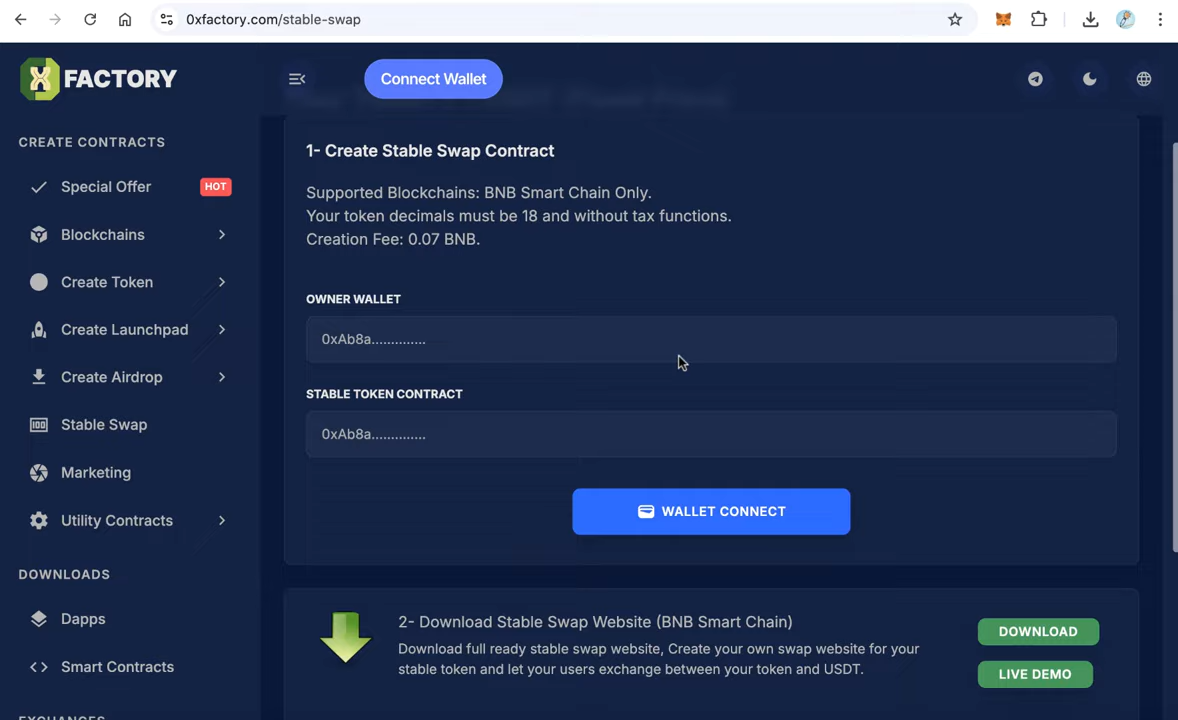 0xfactory.com/stable-swap
FACTORY
Connect Wallet
CREATE CONTRACTS
Special Offer
HOT
Blockchains
Create Token
Create Launchpad
Create Airdrop
Stable Swap
Marketing
Utility Contracts
DOWNLOADS
Dapps
Smart Contracts
1- Create Stable Swap Contract
Supported Blockchains: BNB Smart Chain Only.
Your token decimals must be 18 and without tax functions.
Creation Fee: 0.07 BNB.
OWNER WALLET
0xAb8a..............
STABLE TOKEN CONTRACT
0xAb8a..............
WALLET CONNECT
2- Download Stable Swap Website (BNB Smart Chain)
Download full ready stable swap website, Create your own swap website for your
stable token and let your users exchange between your token and USDT.
DOWNLOAD
LIVE DEMO